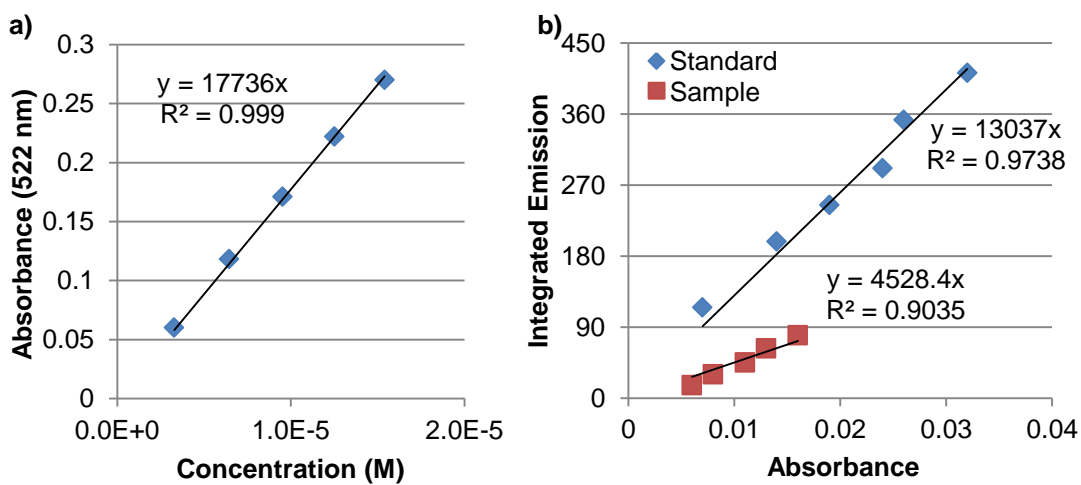 a)
0.3
0.25
0.2
0.15
0.1
0.05
0
y = 17736x
R² = 0.999
Absorbance (522 nm)
0.0E+0
1.0E-5
2.0E-5
Concentration (M)
b)
450
360
270
180
90
0
Standard
Sample
y = 13037x
R² = 0.9738
y = 4528.4x
R² = 0.9035
Integrated Emission
0
0.01
0.02
0.03
0.04
Absorbance